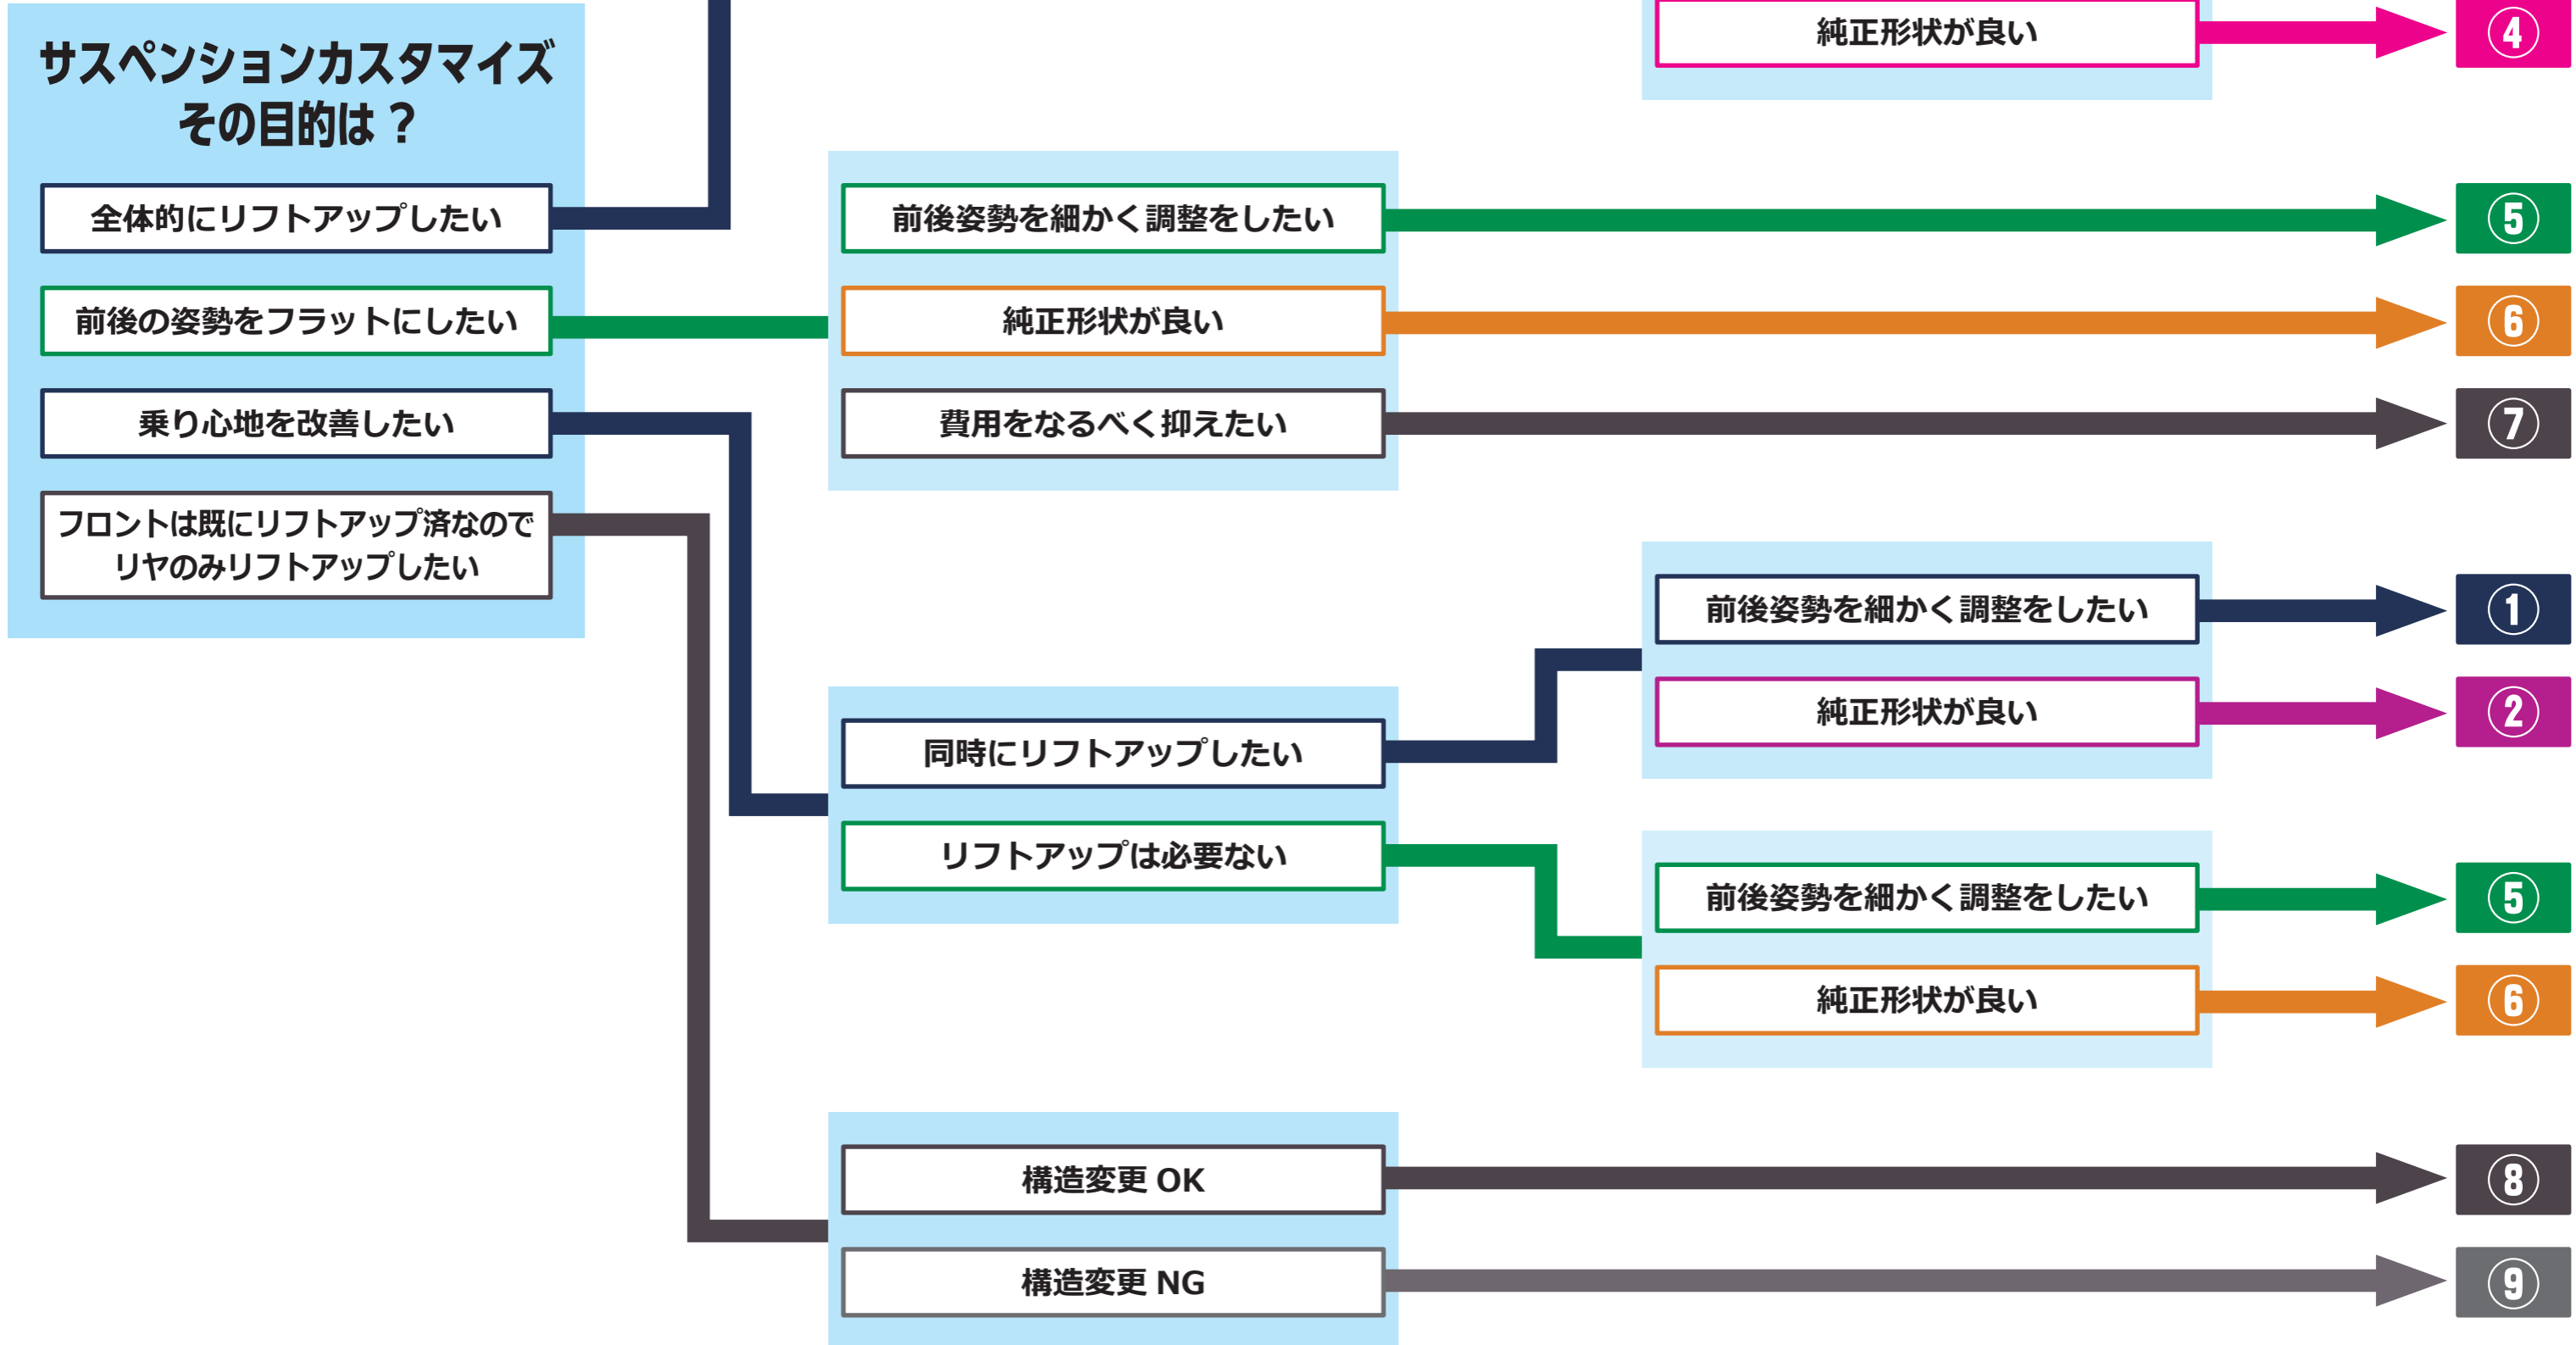 サスペンションカスタマイズ
その目的は？
全体的にリフトアップしたい
前後の姿勢をフラットにしたい
乗り心地を改善したい
フロントは既にリフトアップ済なので
リヤのみリフトアップしたい
純正形状が良い
④
前後姿勢を細かく調整をしたい
⑤
純正形状が良い
⑥
費用をなるべく抑えたい
⑦
同時にリフトアップしたい
リフトアップは必要ない
前後姿勢を細かく調整をしたい
①
純正形状が良い
②
前後姿勢を細かく調整をしたい
⑤
純正形状が良い
⑥
構造変更 OK
⑧
構造変更 NG
⑨